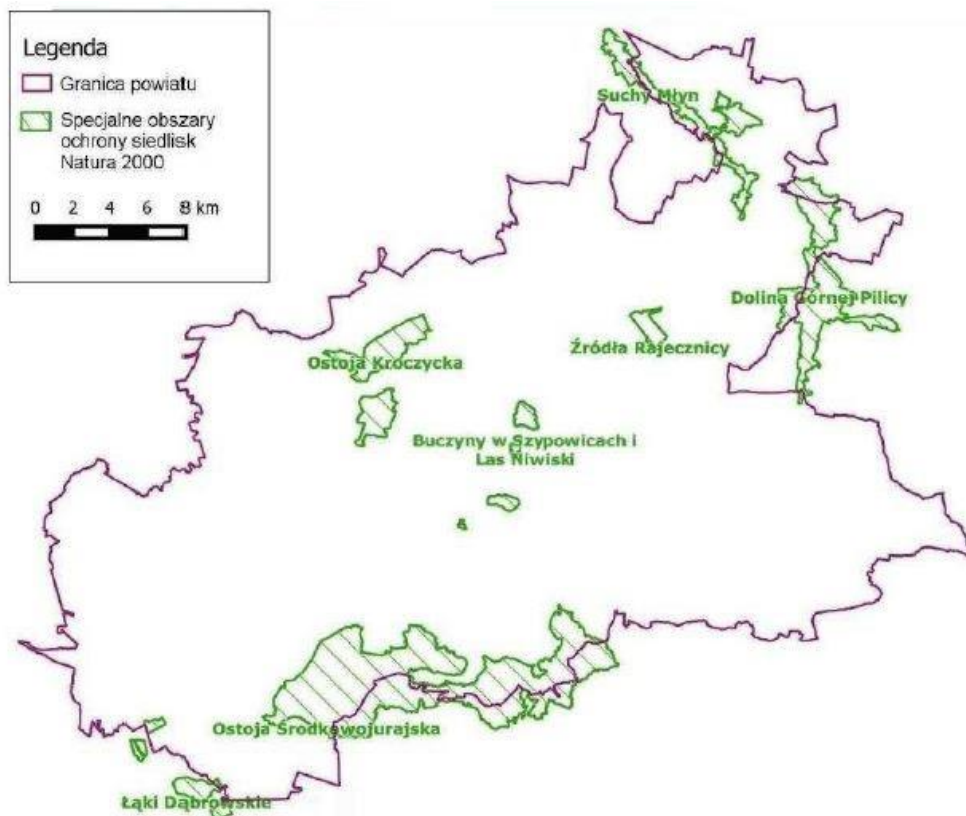 Legenda
Granica powiatu
Specjalne obszary
ochrony siedlisk
Natura 2000
0 2 4 6 8 km
Suchy Młyn
Dolina Górnej Pilicy
Źródła Rajecznicy
Ostoja Kroczycka
Buczyny w Szypowicach i
Las Niwiski
Ostoja Środkowojurajska
Łąki Dąbrowskie